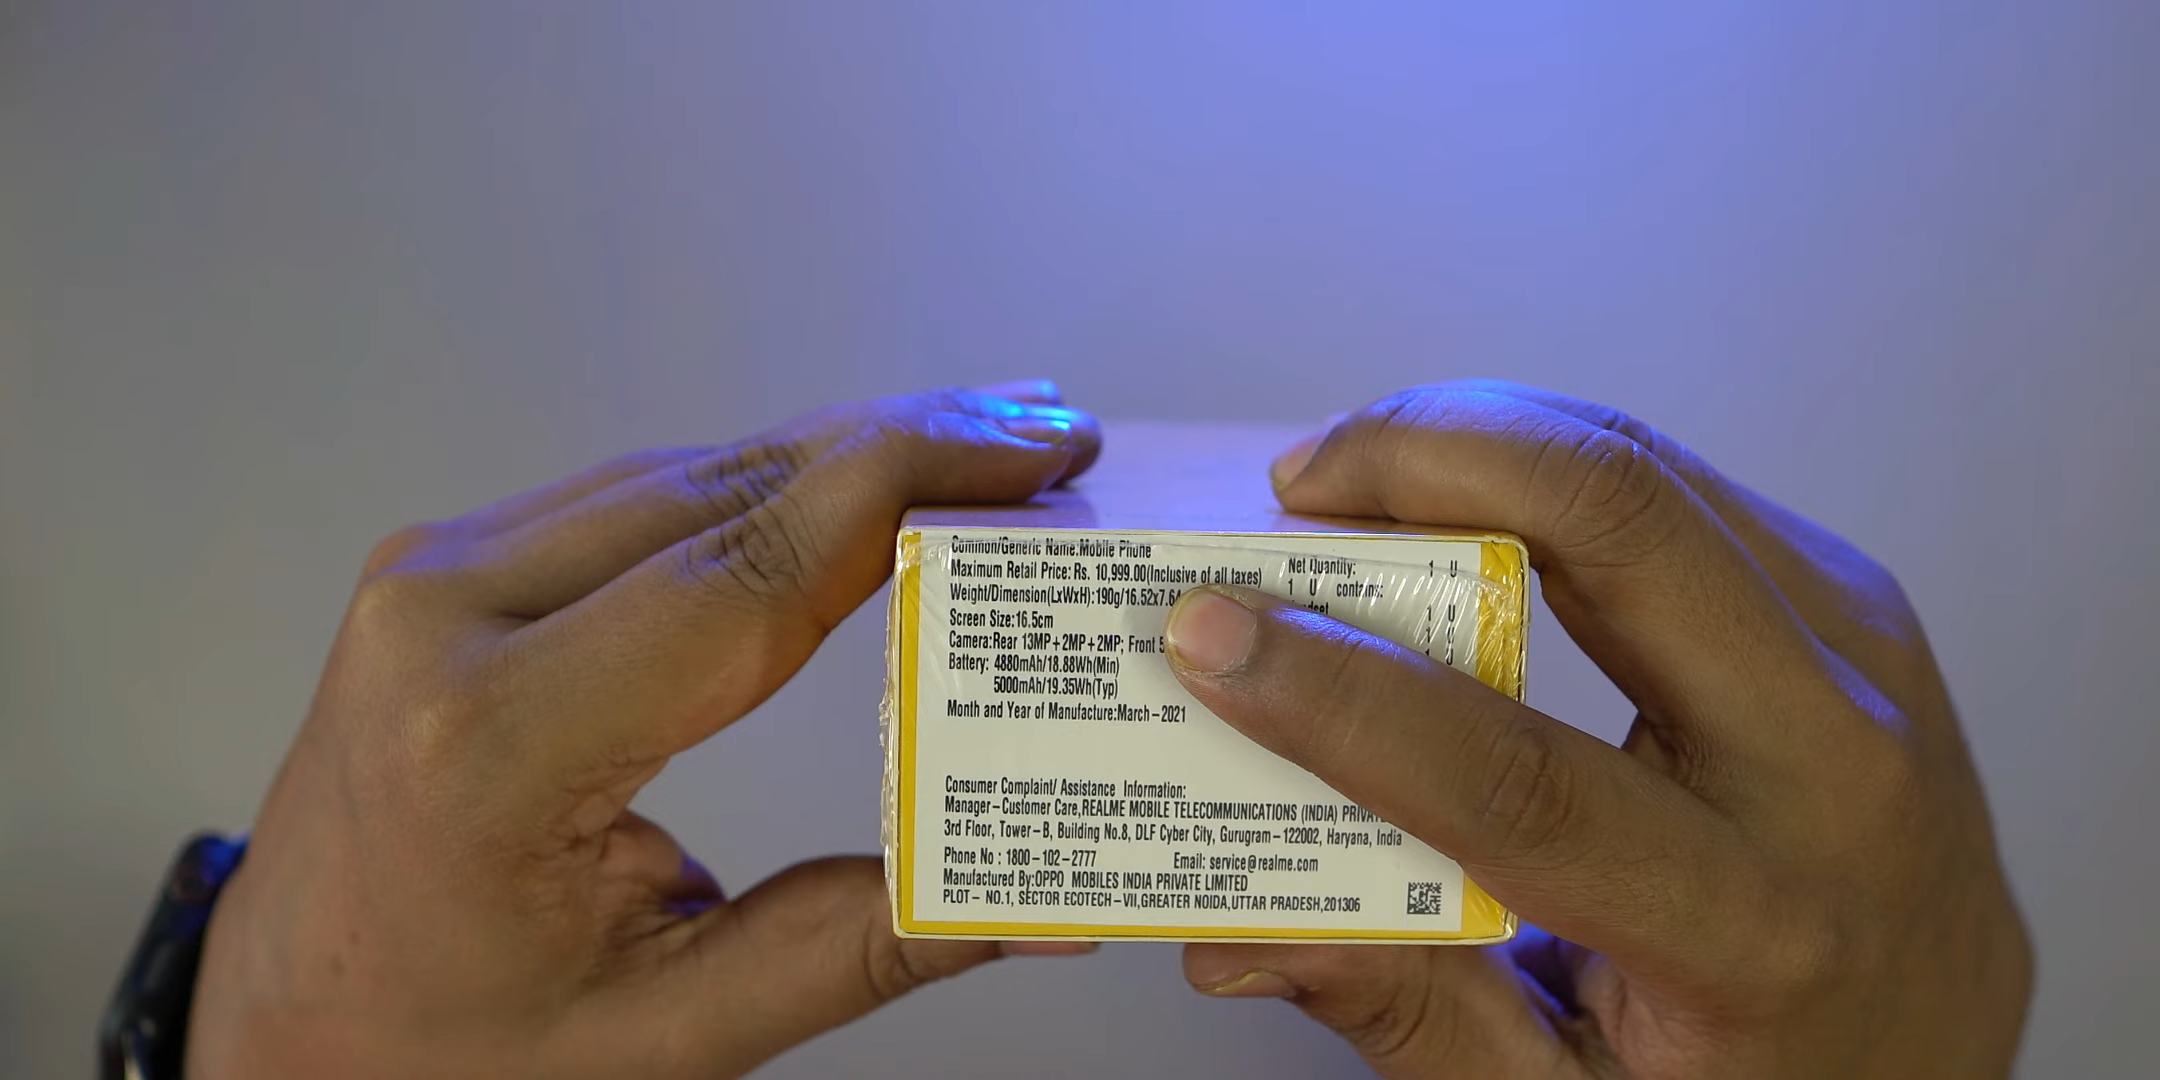 Common/Generic Name:Mobile Phone
Maximum Retail Price: Rs. 10,999.00(Inclusive of all taxes)
Weight/Dimension(LxWxH):190g/16.52x7.64
Screen Size:16.5cm
Camera:Rear 13MP+2MP+2MP; Front 5
Battery: 4880mAh/18.88Wh(Min)
5000mAh/19.35Wh(Typ)
Month and Year of Manufacture:March-2021
Net Quantity: 1 U
1 U contains:
1 U
Consumer Complaint/ Assistance Information:
Manager-Customer Care,REALME MOBILE TELECOMMUNICATIONS (INDIA)
3rd Floor, Tower-B, Building No.8, DLF Cyber City, Gurugram-122002, Haryana, India
Phone No : 1800-102-2777 Email: service@realme.com
Manufactured By:OPPO MOBILES INDIA PRIVATE LIMITED
PLOT- NO.1, SECTOR ECOTECH-VII,GREATER NOIDA,UTTAR PRADESH,201306